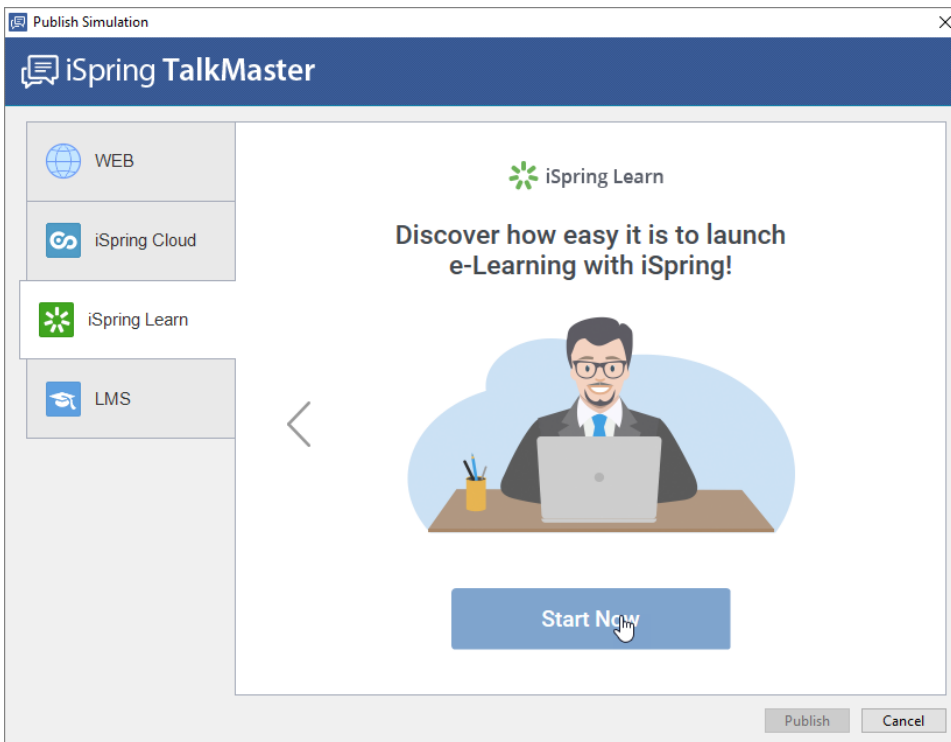 Publish Simulation
iSpring TalkMaster
WEB
iSpring Cloud
iSpring Learn
LMS
iSpring Learn
Discover how easy it is to launch
e-Learning with iSpring!
Start Now
Publish
Cancel